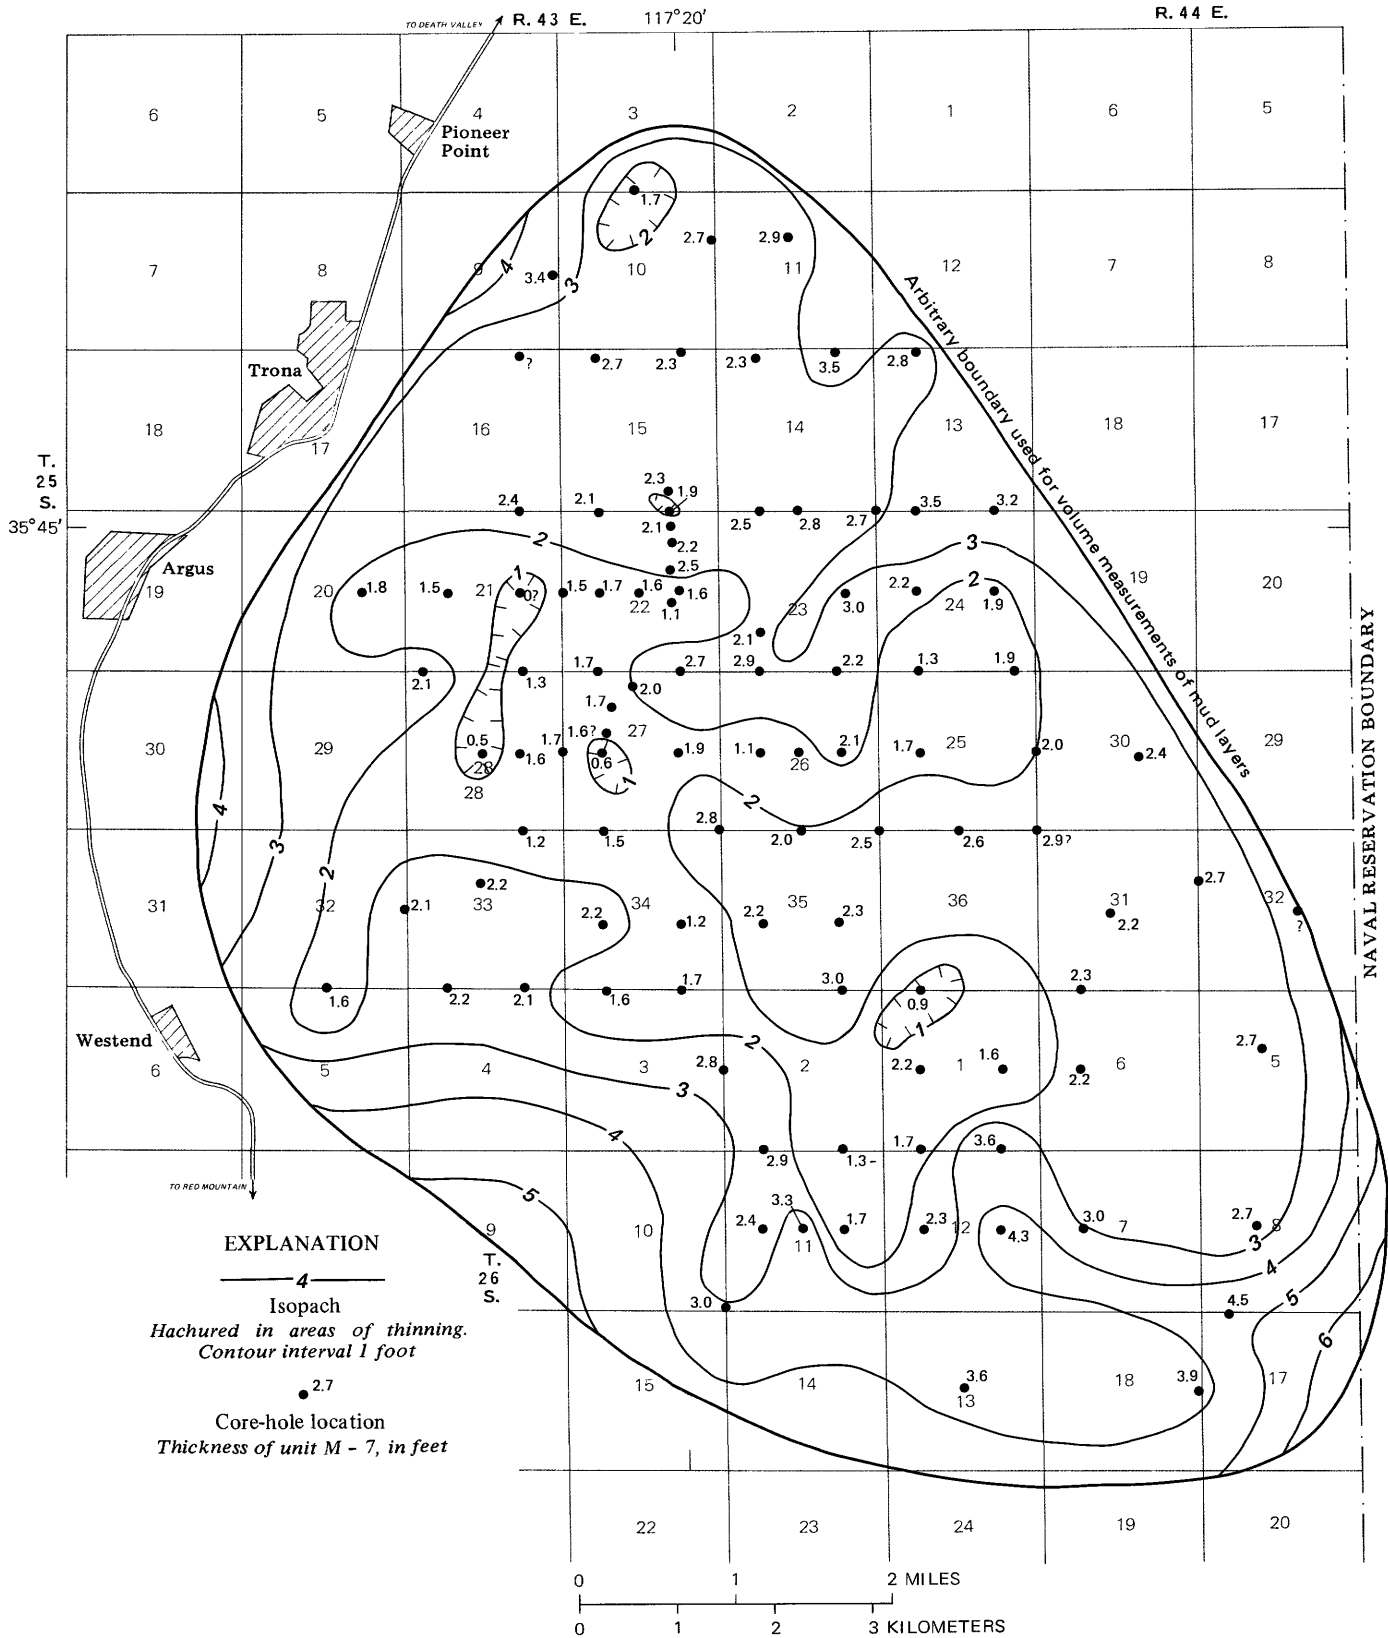 TO DEATH VALLEY
R. 43 E.
117°20′
R. 44 E.
6 5 4 3 2 1 6 5
Pioneer
Point
1.7
2
2.7
2.9
7 8 9 4 3.4 3 10 11 12 7 8
Arbitrary boundary used for volume measurements of mud layers
?
2.7
2.3
2.3
3.5
2.8
Trona
18 17 16 15 14 13 18 17
T.
25
S.
35°45′
2.3
1.9
2.4
2.1
2.1
2.5
2.8
2.7
3.5
3.2
2.2
2
3
2.5
Argus
19 20 1.8 1.5 21 1 0? 1.5 1.7 1.6 22 1.6 1.1 23 3.0 2.2 24 2 1.9 19 20
2.1
2.1
1.3
1.7
2.7
2.9
2.2
1.3
1.9
2.0
1.7
NAVAL RESERVATION BOUNDARY
1.6?
27
30 29 0.5 28 1.6 1.7 0.6 1 1.9 1.1 26 2.1 1.7 25 2.0 30 2.4 29
28
4
2
3
2
1.2
1.5
2.8
2.0
2.5
2.6
2.9?
31 32 2.1 2.2 33 2.2 34 1.2 2.2 35 2.3 36 31 2.2 2.7 32 ?
1.6
2.2
2.1
1.6
1.7
3.0
0.9
1
2.3
Westend
6 5 4 3 2.8 2 2 2.2 1 1.6 2.2 6 2.7 5
3
4
2.9
1.3 –
1.7
3.6
TO RED MOUNTAIN
5
9 10 2.4 3.3 11 1.7 2.3 12 4.3 3.0 7 2.7 8
3
4
5
6
T.
26
S.
3.0
4.5
15 14 3.6 13 18 3.9 17
22 23 24 19 20
EXPLANATION
4
Isopach
Hachured in areas of thinning.
Contour interval 1 foot
2.7
Core-hole location
Thickness of unit M – 7, in feet
0 1 2 MILES
0 1 2 3 KILOMETERS